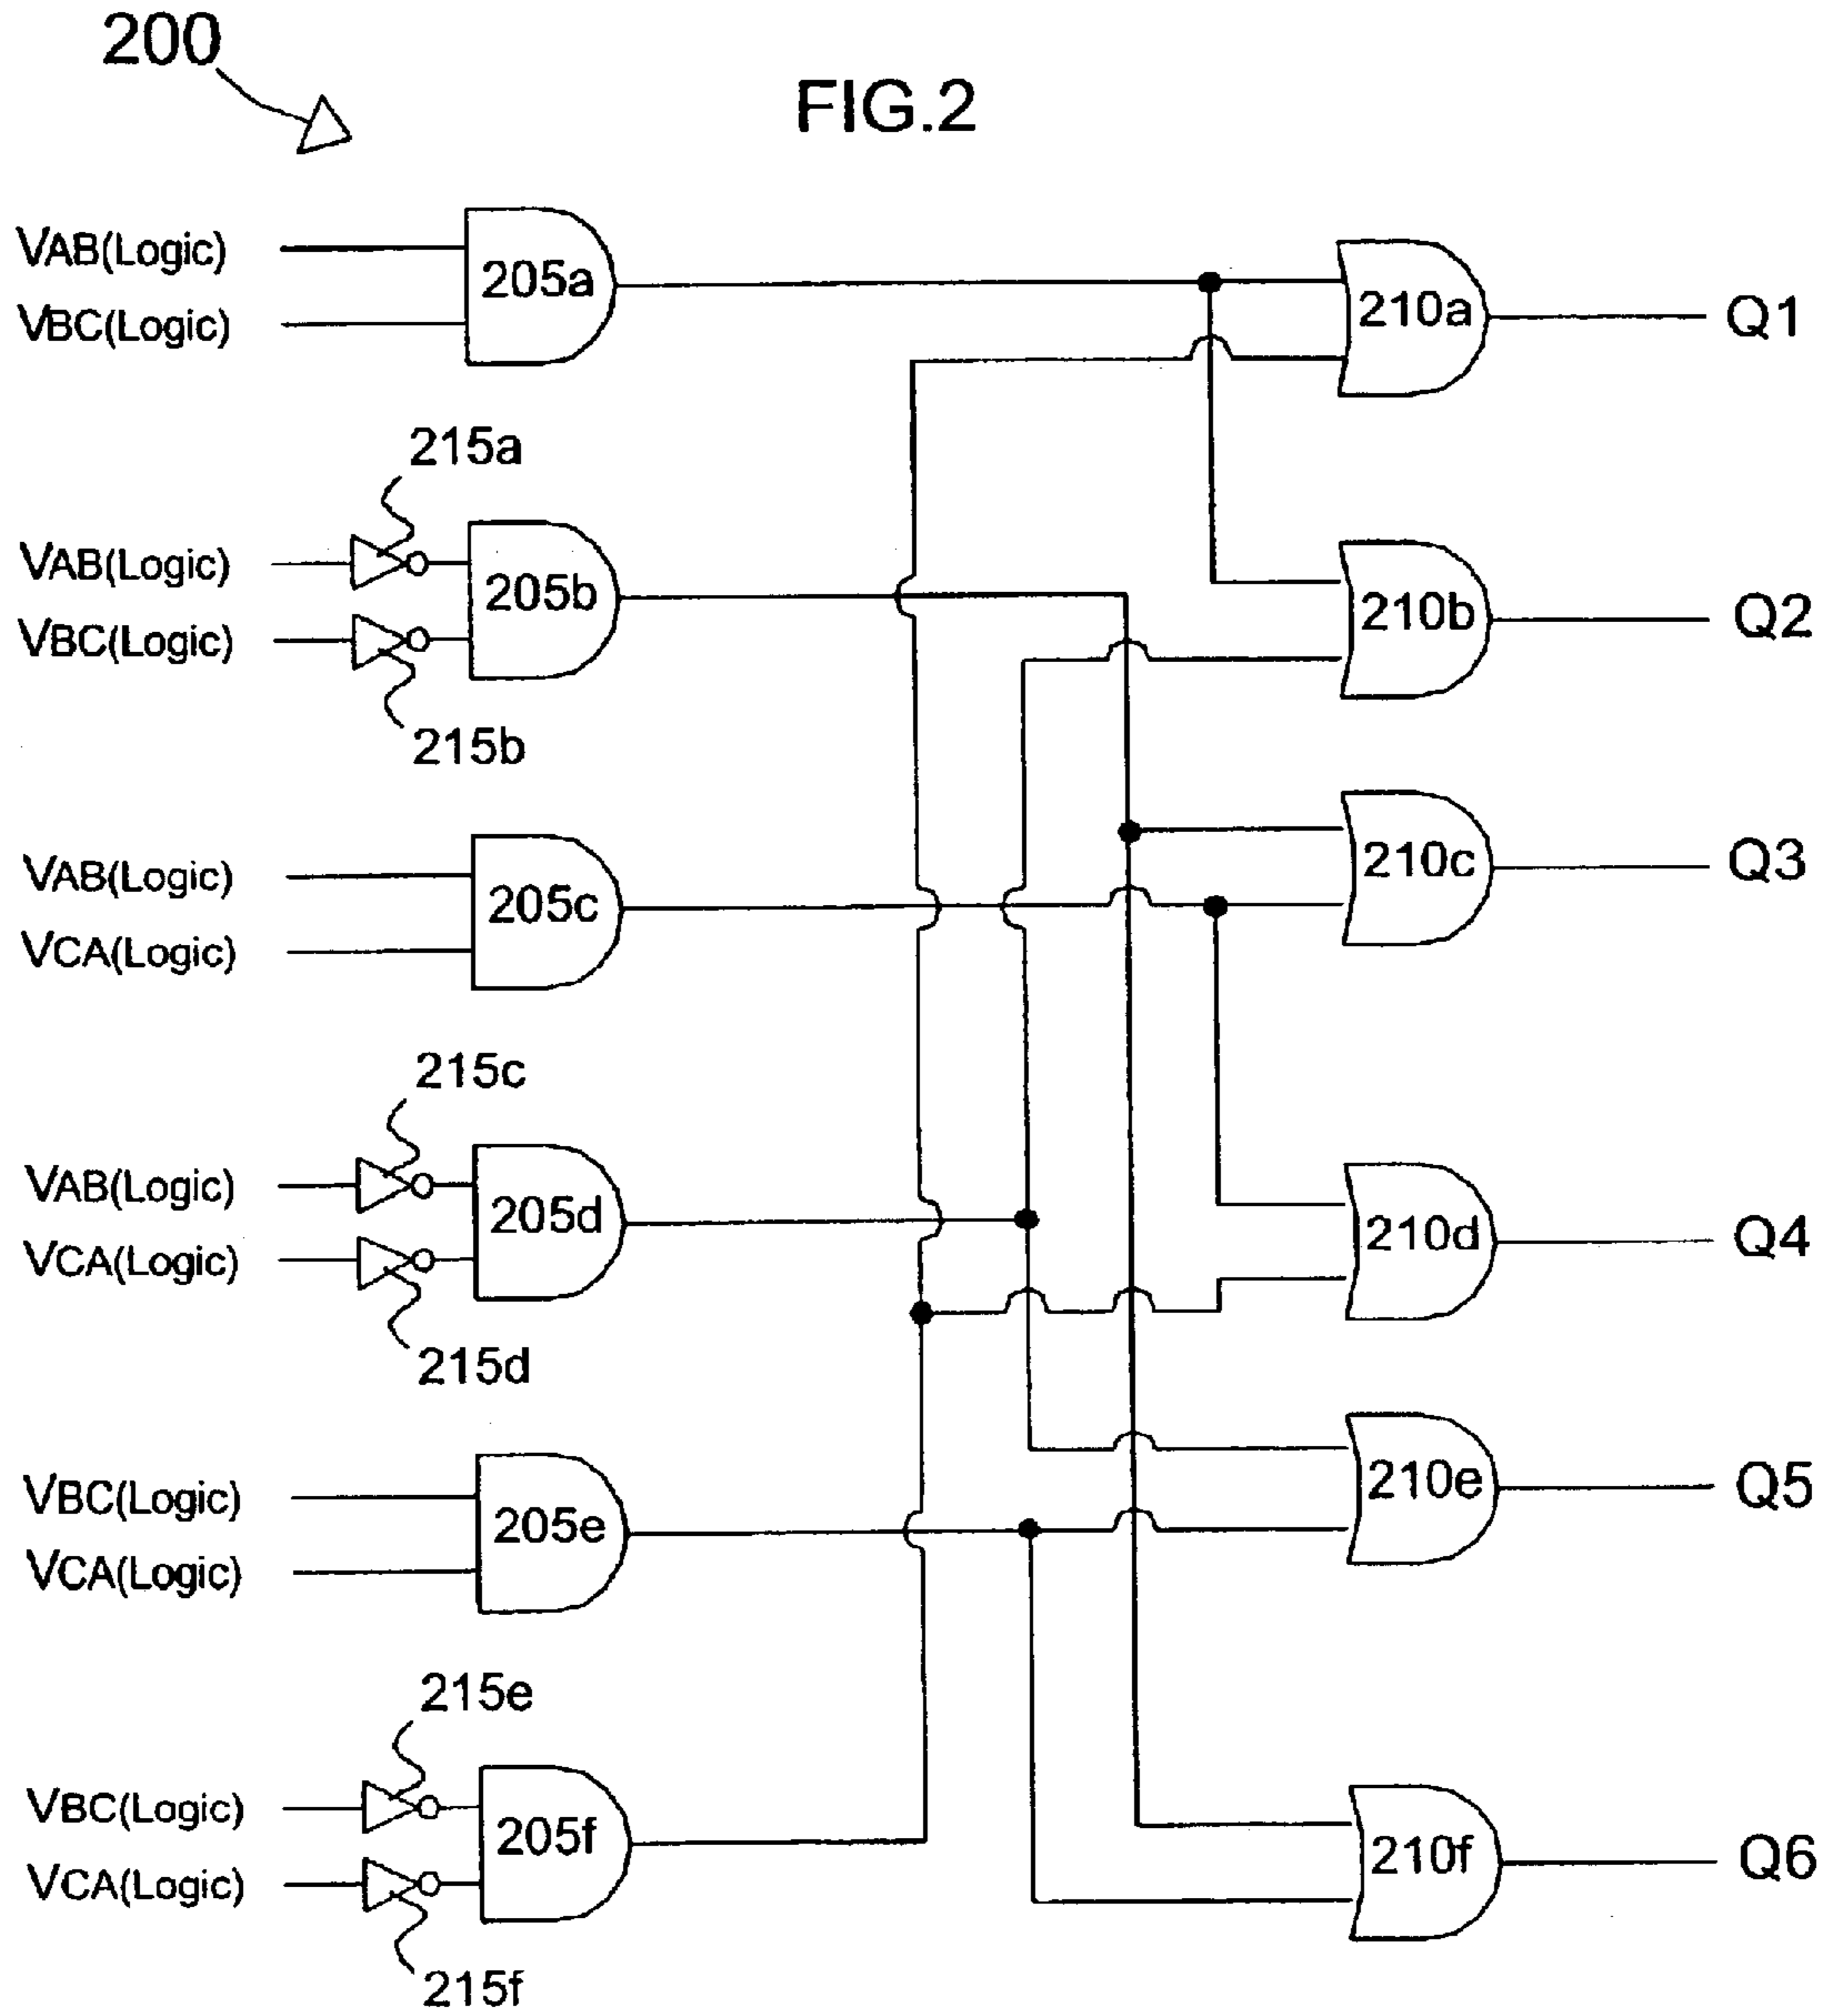 200
FIG.2
VAB(Logic)
VBC(Logic)
205a
210a
Q1
215a
VAB(Logic)
VBC(Logic)
205b
210b
Q2
215b
VAB(Logic)
VCA(Logic)
205c
210c
Q3
215c
VAB(Logic)
VCA(Logic)
205d
210d
Q4
215d
VBC(Logic)
VCA(Logic)
205e
210e
Q5
215e
VBC(Logic)
VCA(Logic)
205f
210f
Q6
215f